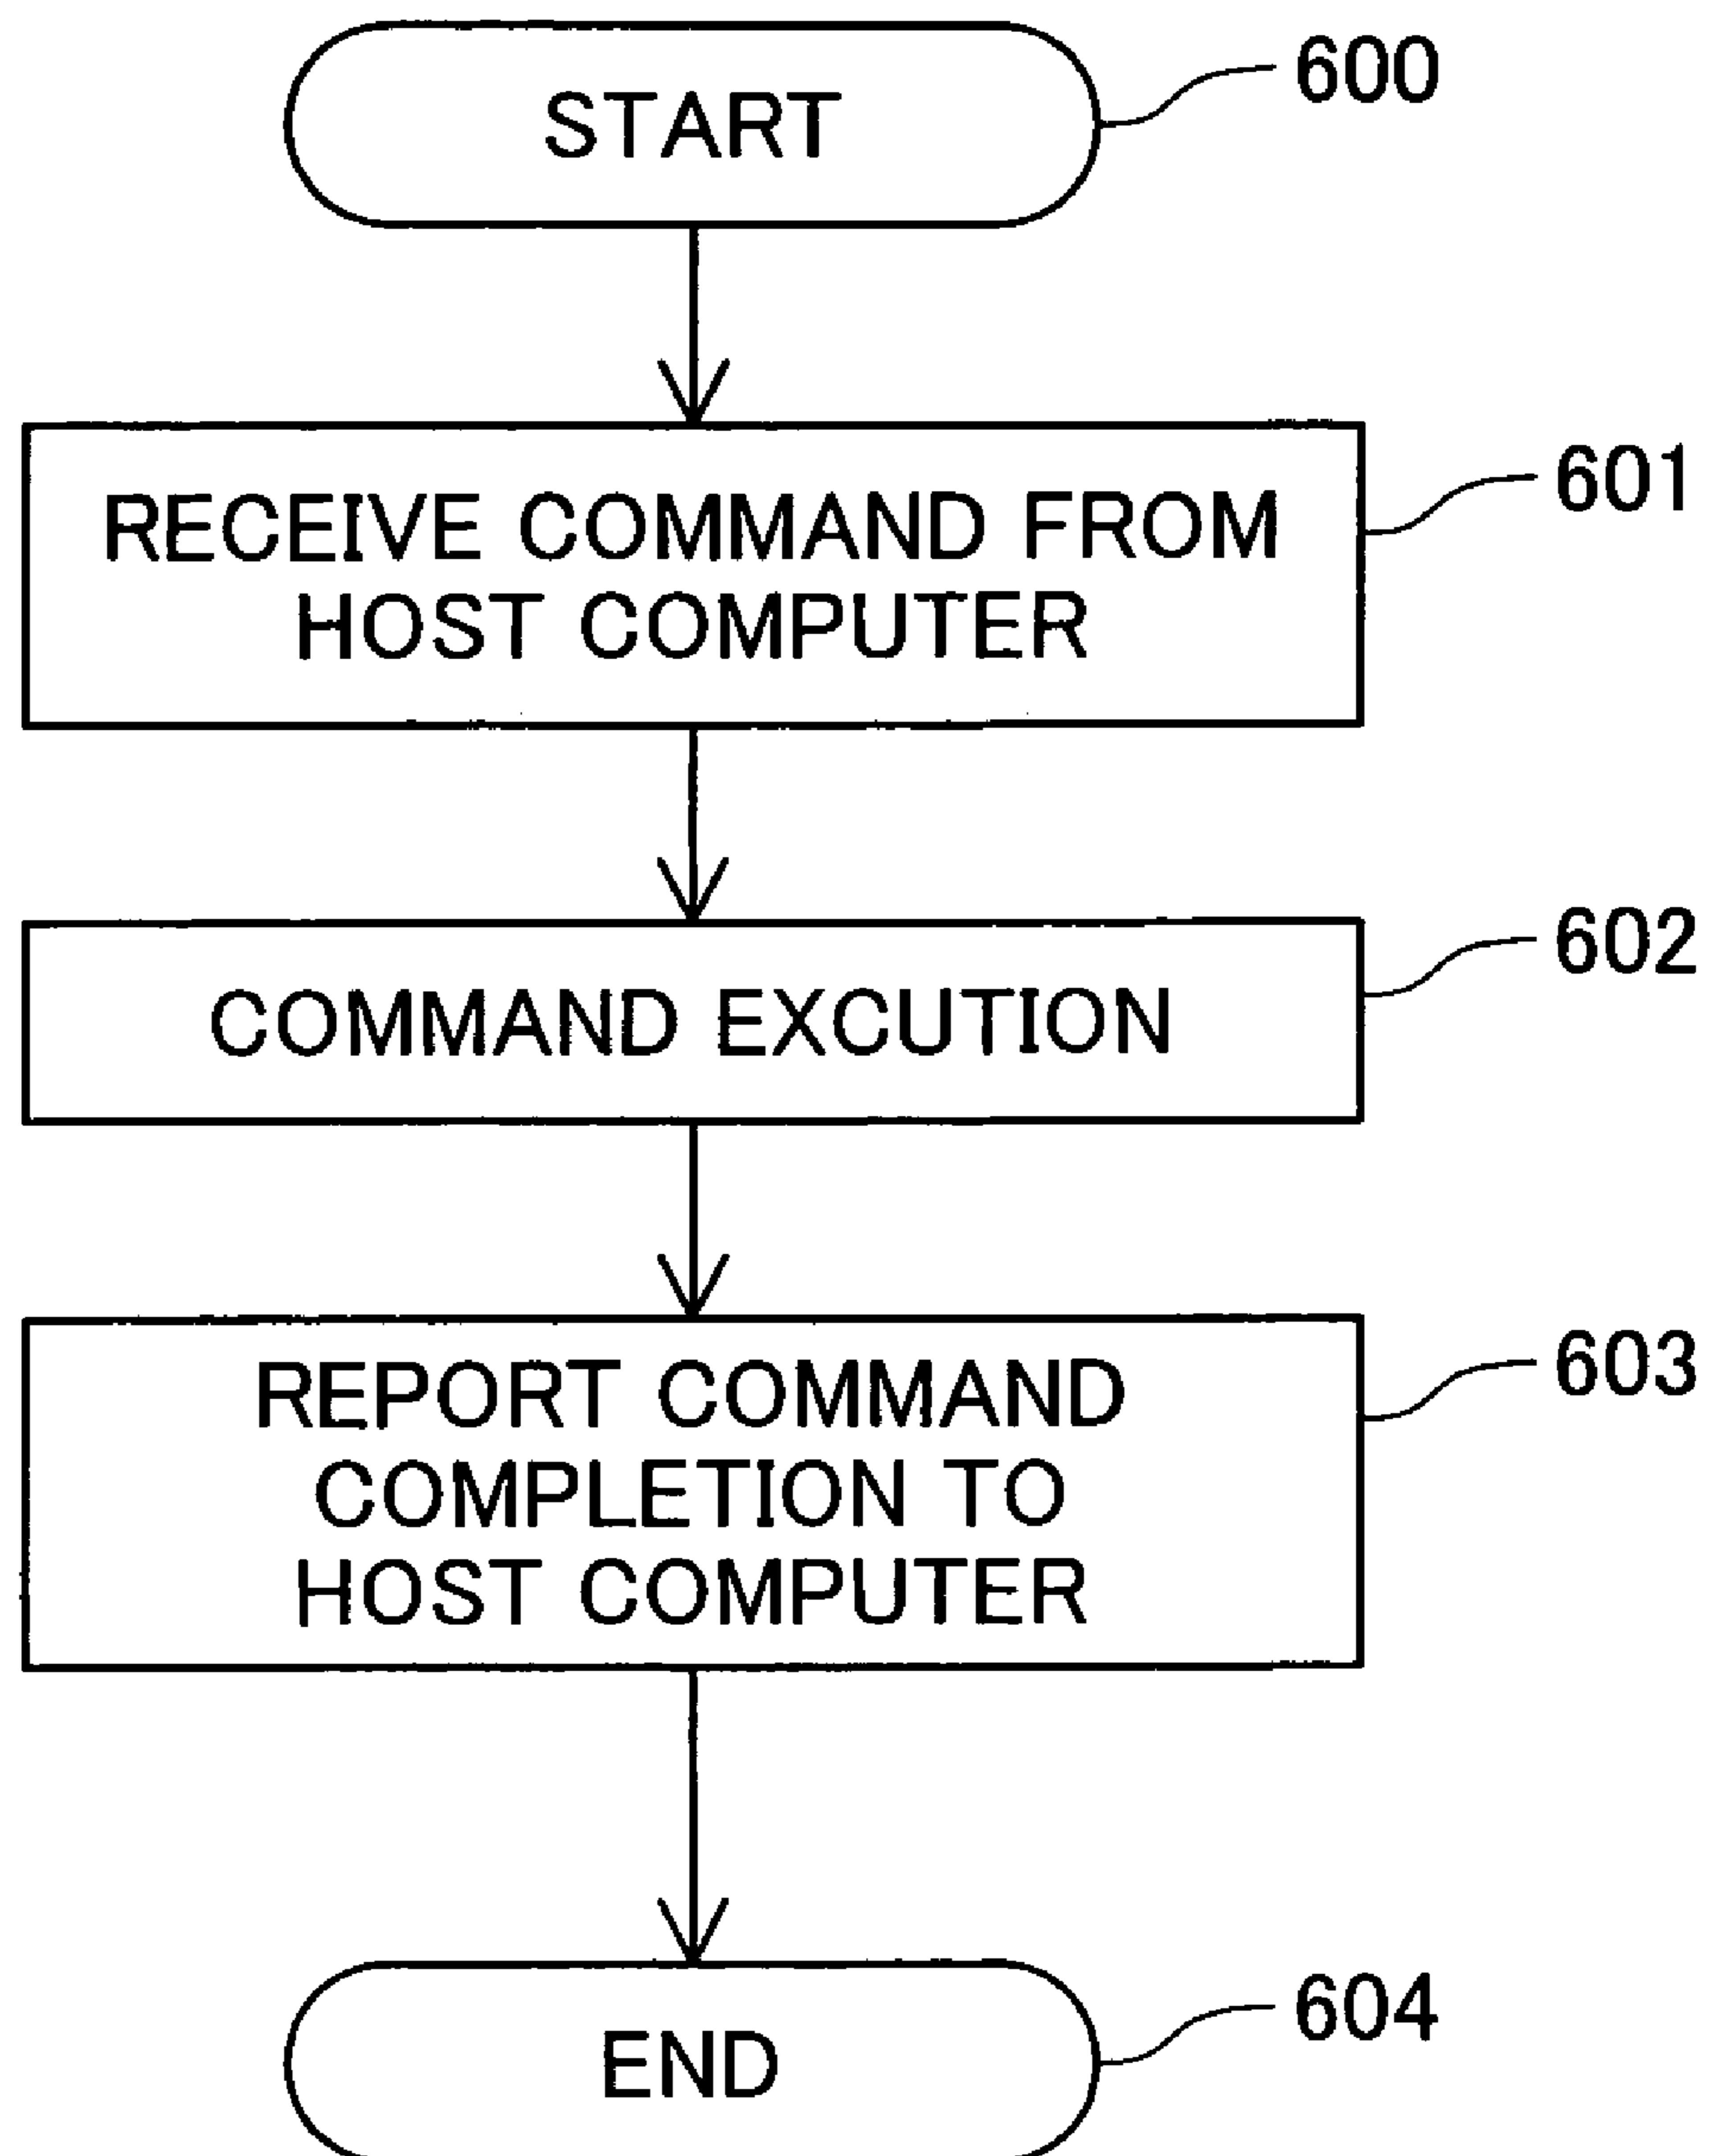 START
600
RECEIVE COMMAND FROM
HOST COMPUTER
601
COMMAND EXCUTION
602
REPORT COMMAND
COMPLETION TO
HOST COMPUTER
603
END
604